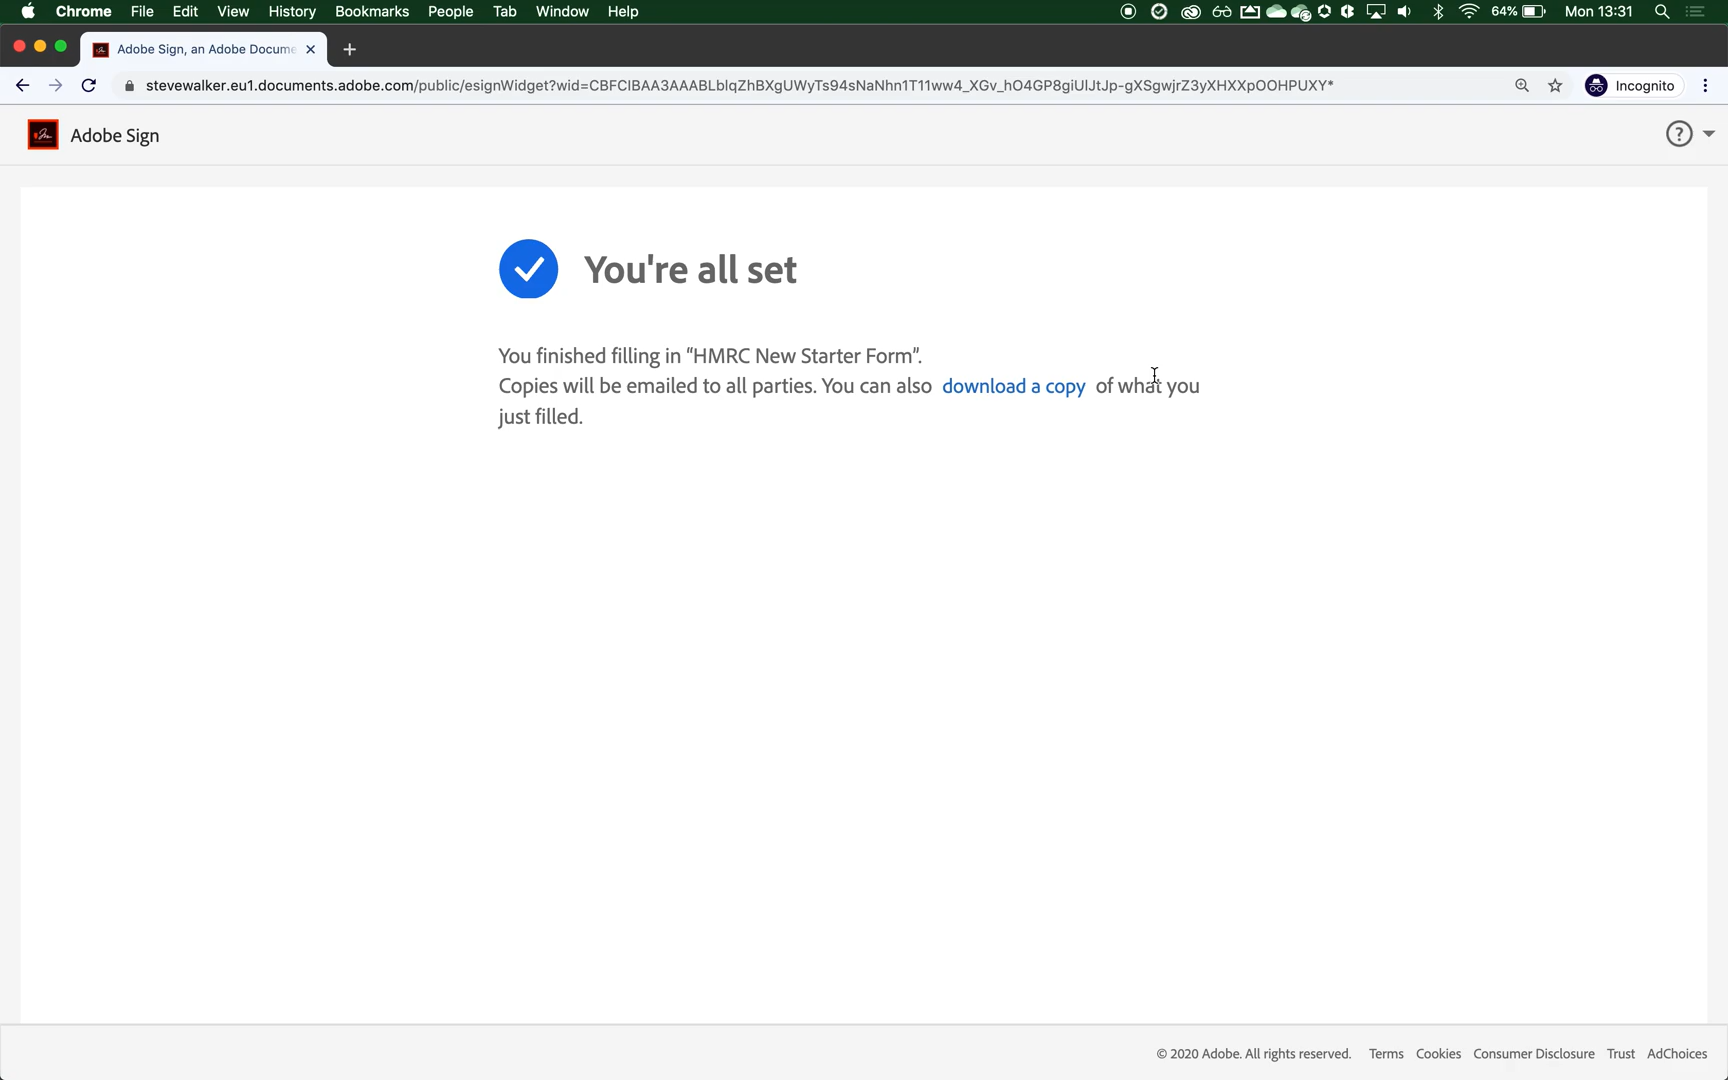 Chrome File Edit View History Bookmarks People Tab Window Help 64% Mon 13:31
Adobe Sign, an Adobe Docume
stevewalker.eu1.documents.adobe.com/public/esignWidget?wid=CBFCIBAA3AAABLblqZhBXgUWyTs94sNaNhn1T11ww4_XGv_hO4GP8giUlJtJp-gXSgwjrZ3yXHXXpOOHPUXY* Incognito
Adobe Sign
You're all set
You finished filling in “HMRC New Starter Form”.
Copies will be emailed to all parties. You can also download a copy of what you
just filled.
© 2020 Adobe. All rights reserved. Terms Cookies Consumer Disclosure Trust AdChoices